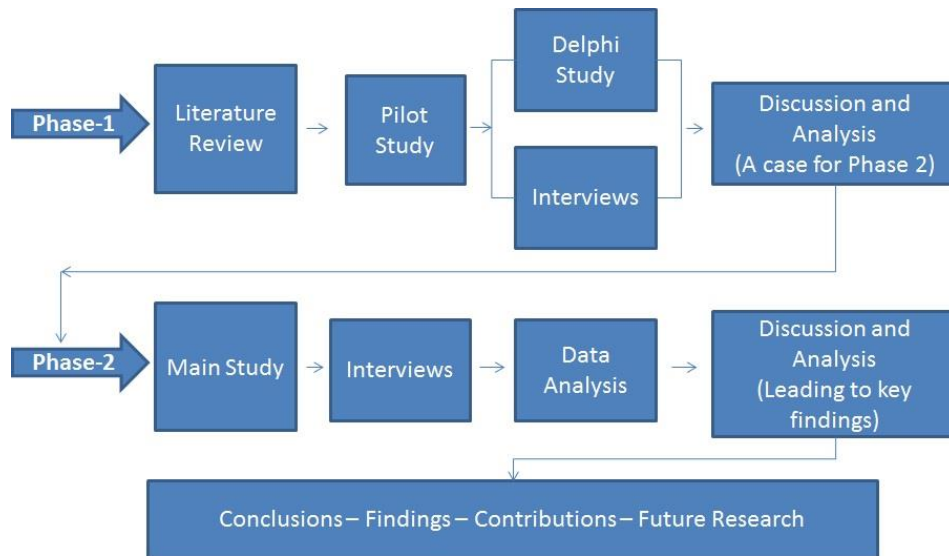 Phase-1
Literature
Review
Pilot
Study
Delphi
Study
Interviews
Discussion and
Analysis
(A case for Phase 2)
Phase-2
Main Study
Interviews
Data
Analysis
Discussion and
Analysis
(Leading to key
findings)
Conclusions – Findings – Contributions – Future Research